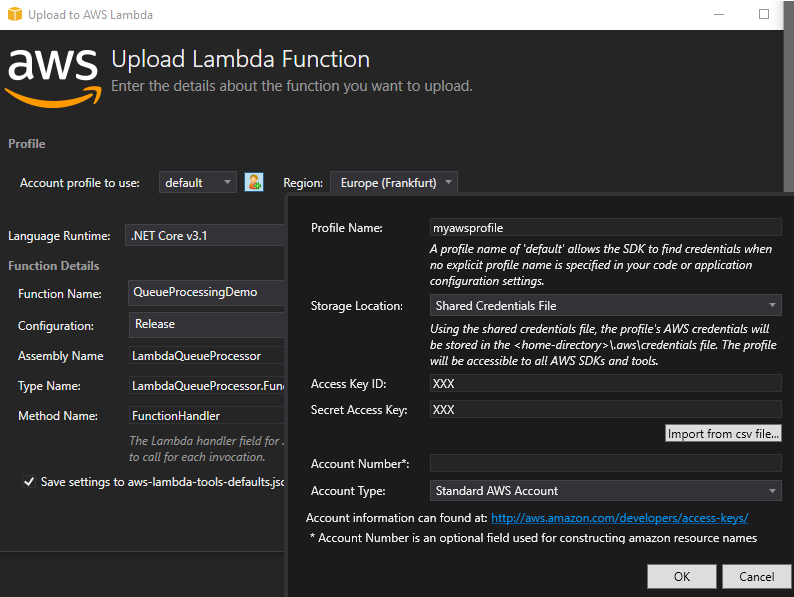 Upload to AWS Lambda
aws
Upload Lambda Function
Enter the details about the function you want to upload.
Profile
Account profile to use:
default
Region:
Europe (Frankfurt)
Language Runtime:
.NET Core v3.1
Function Details
Function Name:
QueueProcessingDemo
Configuration:
Release
Assembly Name
LambdaQueueProcessor
Type Name:
LambdaQueueProcessor.Func
Method Name:
FunctionHandler
The Lambda handler field for .
to call for each invocation.
Save settings to aws-lambda-tools-defaults.jsc
Profile Name:
myawsprofile
A profile name of 'default' allows the SDK to find credentials when
no explicit profile name is specified in your code or application
configuration settings.
Storage Location:
Shared Credentials File
Using the shared credentials file, the profile's AWS credentials will
be stored in the <home-directory>\.aws\credentials file. The profile
will be accessible to all AWS SDKs and tools.
Access Key ID:
XXX
Secret Access Key:
XXX
Import from csv file...
Account Number*:
Account Type:
Standard AWS Account
Account information can found at: http://aws.amazon.com/developers/access-keys/
* Account Number is an optional field used for constructing amazon resource names
OK
Cancel